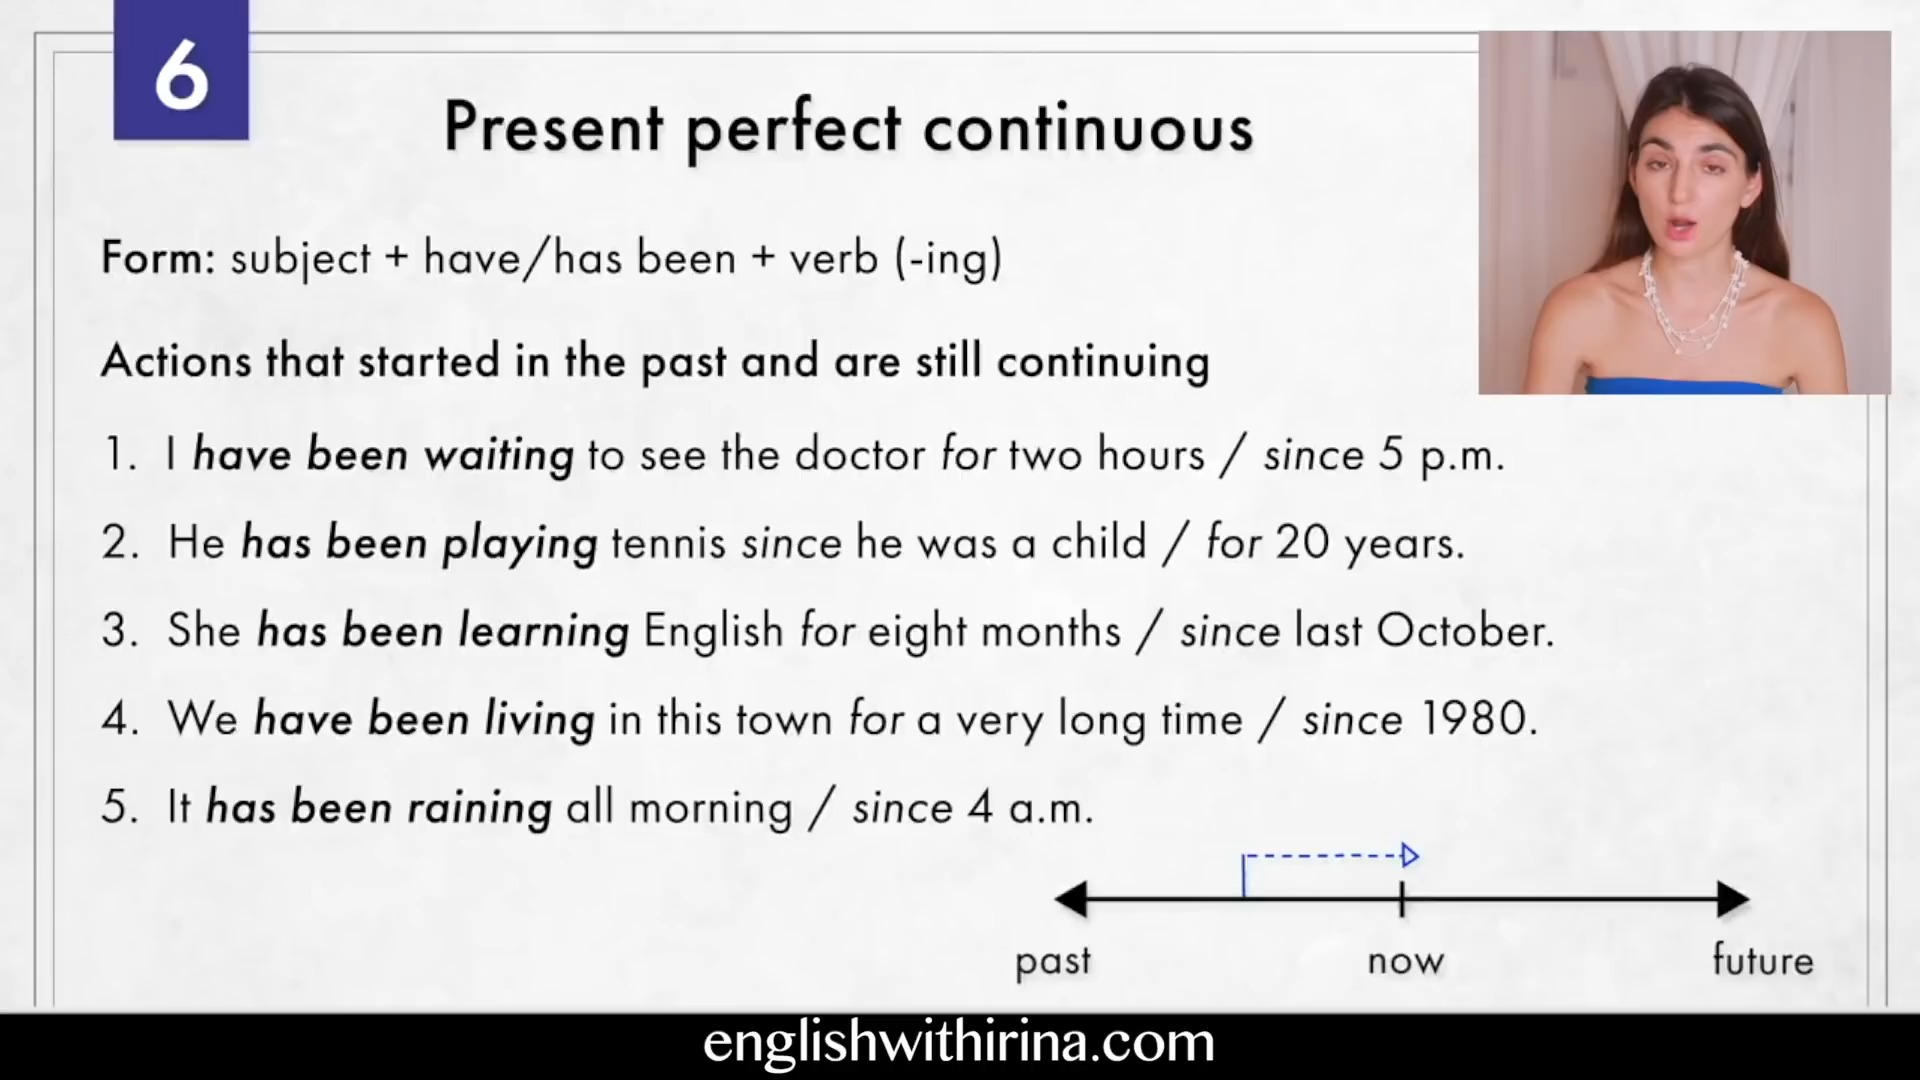 6
Present perfect continuous
Form: subject + have/has been + verb (-ing)
Actions that started in the past and are still continuing
1. I have been waiting to see the doctor for two hours / since 5 p.m.
2. He has been playing tennis since he was a child / for 20 years.
3. She has been learning English for eight months / since last October.
4. We have been living in this town for a very long time / since 1980.
5. It has been raining all morning / since 4 a.m.
past now future
englishwithirina.com